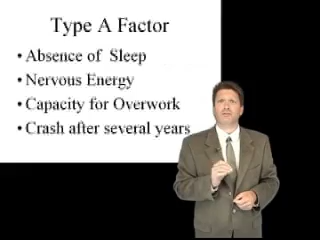 Type A Factor
• Absence of  Sleep
• Nervous Energy
• Capacity for Overwork
• Crash after several years